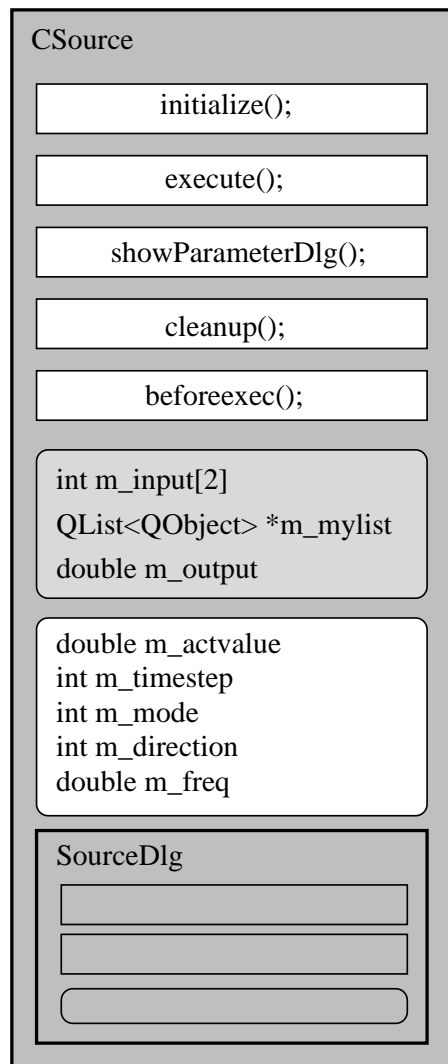 CSource
initialize();
execute();
showParameterDlg();
cleanup();
beforeexec();
int m_input[2]
QList<QObject> *m_mylist
double m_output
double m_actvalue
int m_timestep
int m_mode
int m_direction
double m_freq
SourceDlg